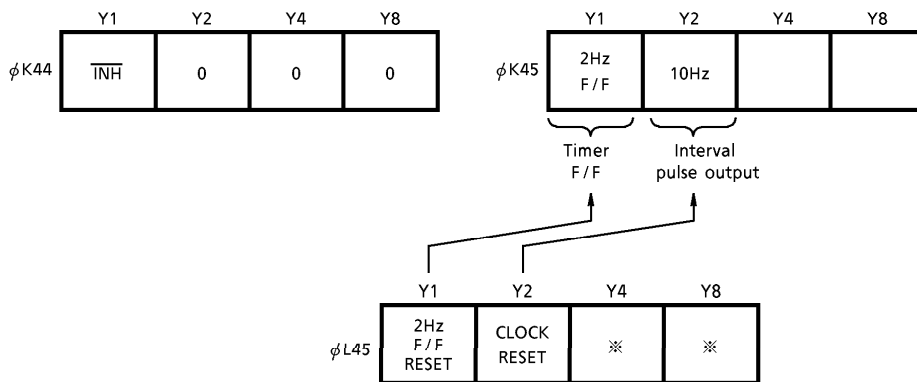 Y1 Y2 Y4 Y8
φK44 I̅N̅H̅ 0 0 0
Y1 Y2 Y4 Y8
φK45 2Hz F/F 10Hz
Timer F/F
Interval pulse output
Y1 Y2 Y4 Y8
φL45 2Hz F/F RESET CLOCK RESET ※ ※